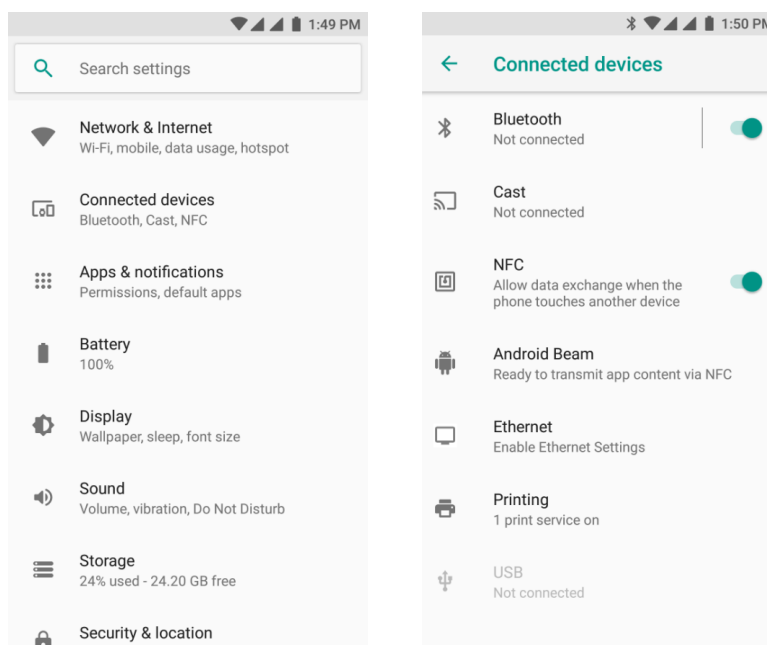 1:49 PM
Search settings
Network & Internet
Wi-Fi, mobile, data usage, hotspot
Connected devices
Bluetooth, Cast, NFC
Apps & notifications
Permissions, default apps
Battery
100%
Display
Wallpaper, sleep, font size
Sound
Volume, vibration, Do Not Disturb
Storage
24% used - 24.20 GB free
Security & location
1:50 PM
Connected devices
Bluetooth
Not connected
Cast
Not connected
NFC
Allow data exchange when the
phone touches another device
Android Beam
Ready to transmit app content via NFC
Ethernet
Enable Ethernet Settings
Printing
1 print service on
USB
Not connected